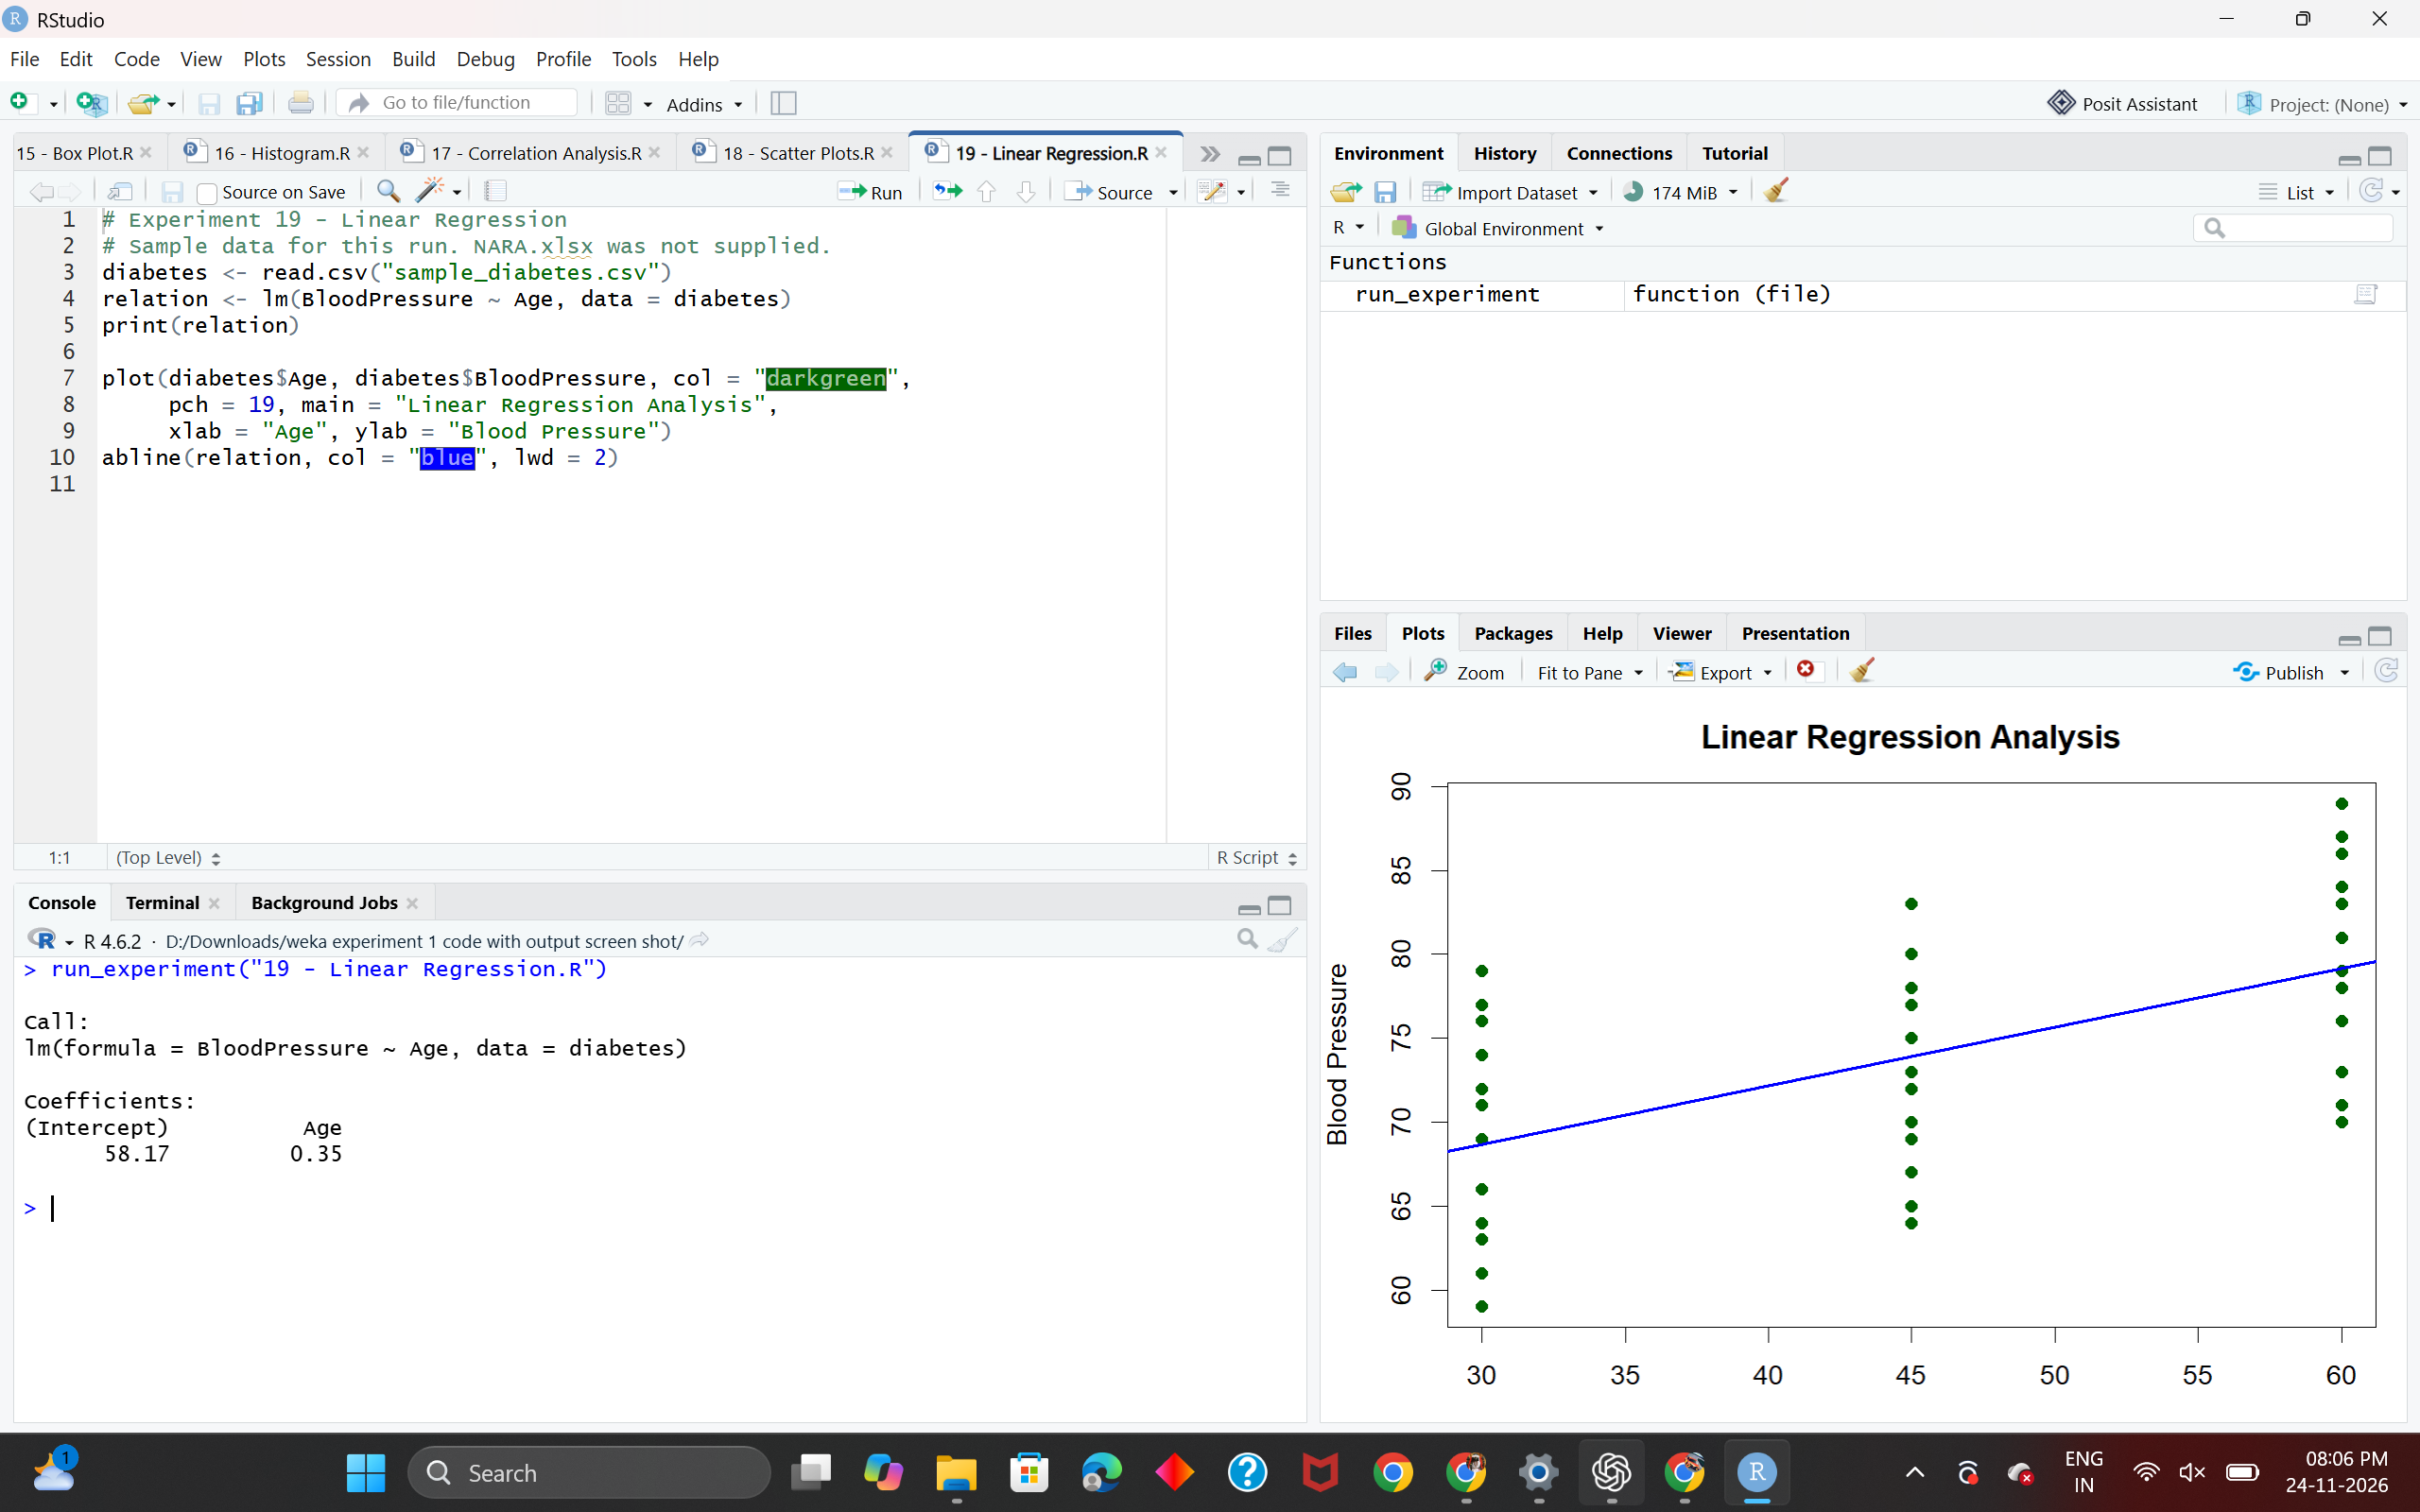 RStudio
File Edit Code View Plots Session Build Debug Profile Tools Help
Go to file/function Addins Posit Assistant Project: (None)
15 - Box Plot.R 16 - Histogram.R 17 - Correlation Analysis.R 18 - Scatter Plots.R 19 - Linear Regression.R
Source on Save Run Source
1 # Experiment 19 - Linear Regression
2 # Sample data for this run. NARA.xlsx was not supplied.
3 diabetes <- read.csv("sample_diabetes.csv")
4 relation <- lm(BloodPressure ~ Age, data = diabetes)
5 print(relation)
6
7 plot(diabetes$Age, diabetes$BloodPressure, col = "darkgreen",
8 pch = 19, main = "Linear Regression Analysis",
9 xlab = "Age", ylab = "Blood Pressure")
10 abline(relation, col = "blue", lwd = 2)
11
1:1 (Top Level) R Script
Console Terminal Background Jobs
R 4.6.2 · D:/Downloads/weka experiment 1 code with output screen shot/
> run_experiment("19 - Linear Regression.R")
Call:
lm(formula = BloodPressure ~ Age, data = diabetes)
Coefficients:
(Intercept) Age
58.17 0.35
>
Environment History Connections Tutorial
Import Dataset 174 MiB List
R Global Environment
Functions
run_experiment function (file)
Files Plots Packages Help Viewer Presentation
Zoom Fit to Pane Export Publish
Linear Regression Analysis
90
85
80
75
70
65
60
Blood Pressure
30 35 40 45 50 55 60
1
Search
ENG
IN
08:06 PM
24-11-2026